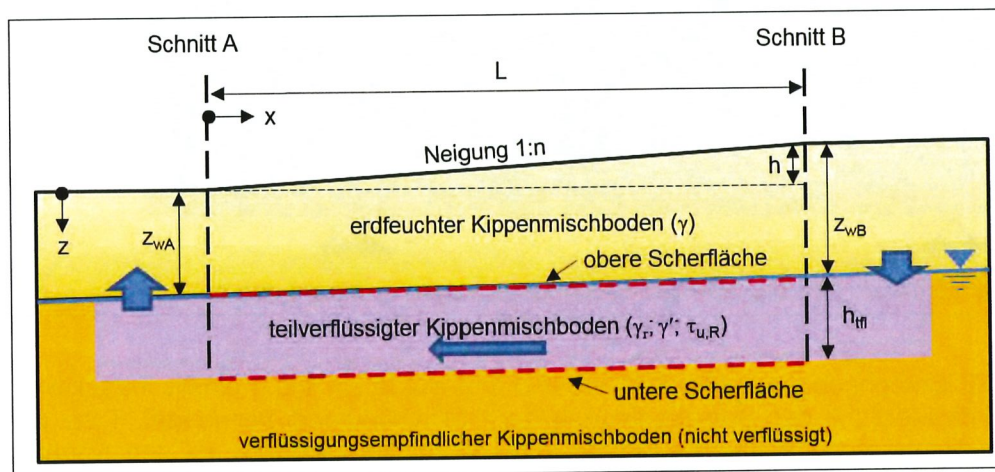 Schnitt A
Schnitt B
L
x
Neigung 1:n
h
z
z_wA
erdfeuchter Kippenmischboden (γ)
z_wB
obere Scherfläche
teilverflüssigter Kippenmischboden (γ_r; γ'; τ_u,R)
h_tfl
untere Scherfläche
verflüssigungsempfindlicher Kippenmischboden (nicht verflüssigt)